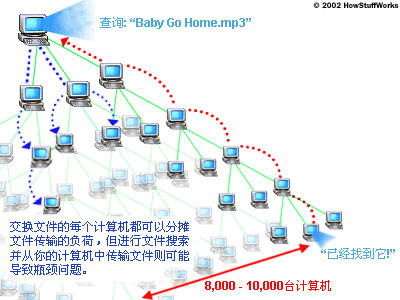 © 2002 HowStuffWorks
查询: “Baby Go Home.mp3”
交换文件的每个计算机都可以分摊
文件传输的负荷，但进行文件搜索
并从你的计算机中传输文件则可能
导致瓶颈问题。
“已经找到它!”
8,000 - 10,000台计算机